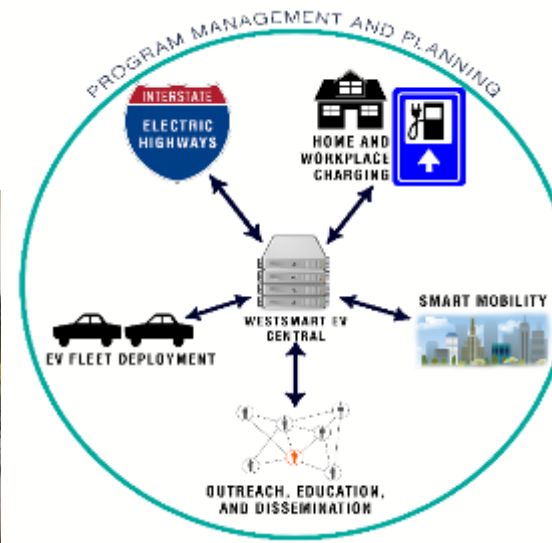 PROGRAM MANAGEMENT AND PLANNING
INTERSTATE
ELECTRIC
HIGHWAYS
HOME AND
WORKPLACE
CHARGING
WESTSMART EV
CENTRAL
SMART MOBILITY
EV FLEET DEPLOYMENT
OUTREACH, EDUCATION,
AND DISSEMINATION